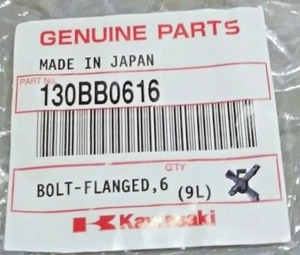 GENUINE PARTS
MADE IN JAPAN
PART No.
130BB0616
QTY
BOLT-FLANGED,6 (9L)
Kawasaki